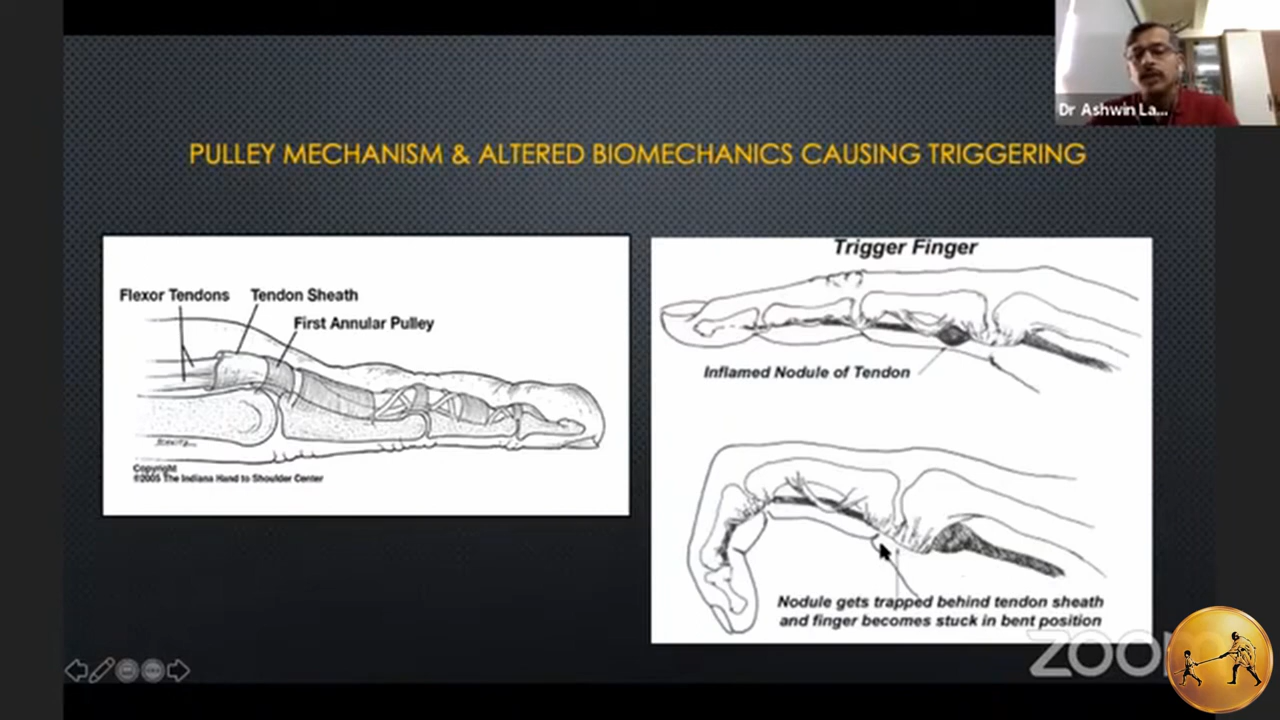 Dr Ashwin La...
PULLEY MECHANISM & ALTERED BIOMECHANICS CAUSING TRIGGERING
Flexor Tendons
Tendon Sheath
First Annular Pulley
Copyright
©2005 The Indiana Hand to Shoulder Center
Trigger Finger
Inflamed Nodule of Tendon
Nodule gets trapped behind tendon sheath
and finger becomes stuck in bent position
zoom